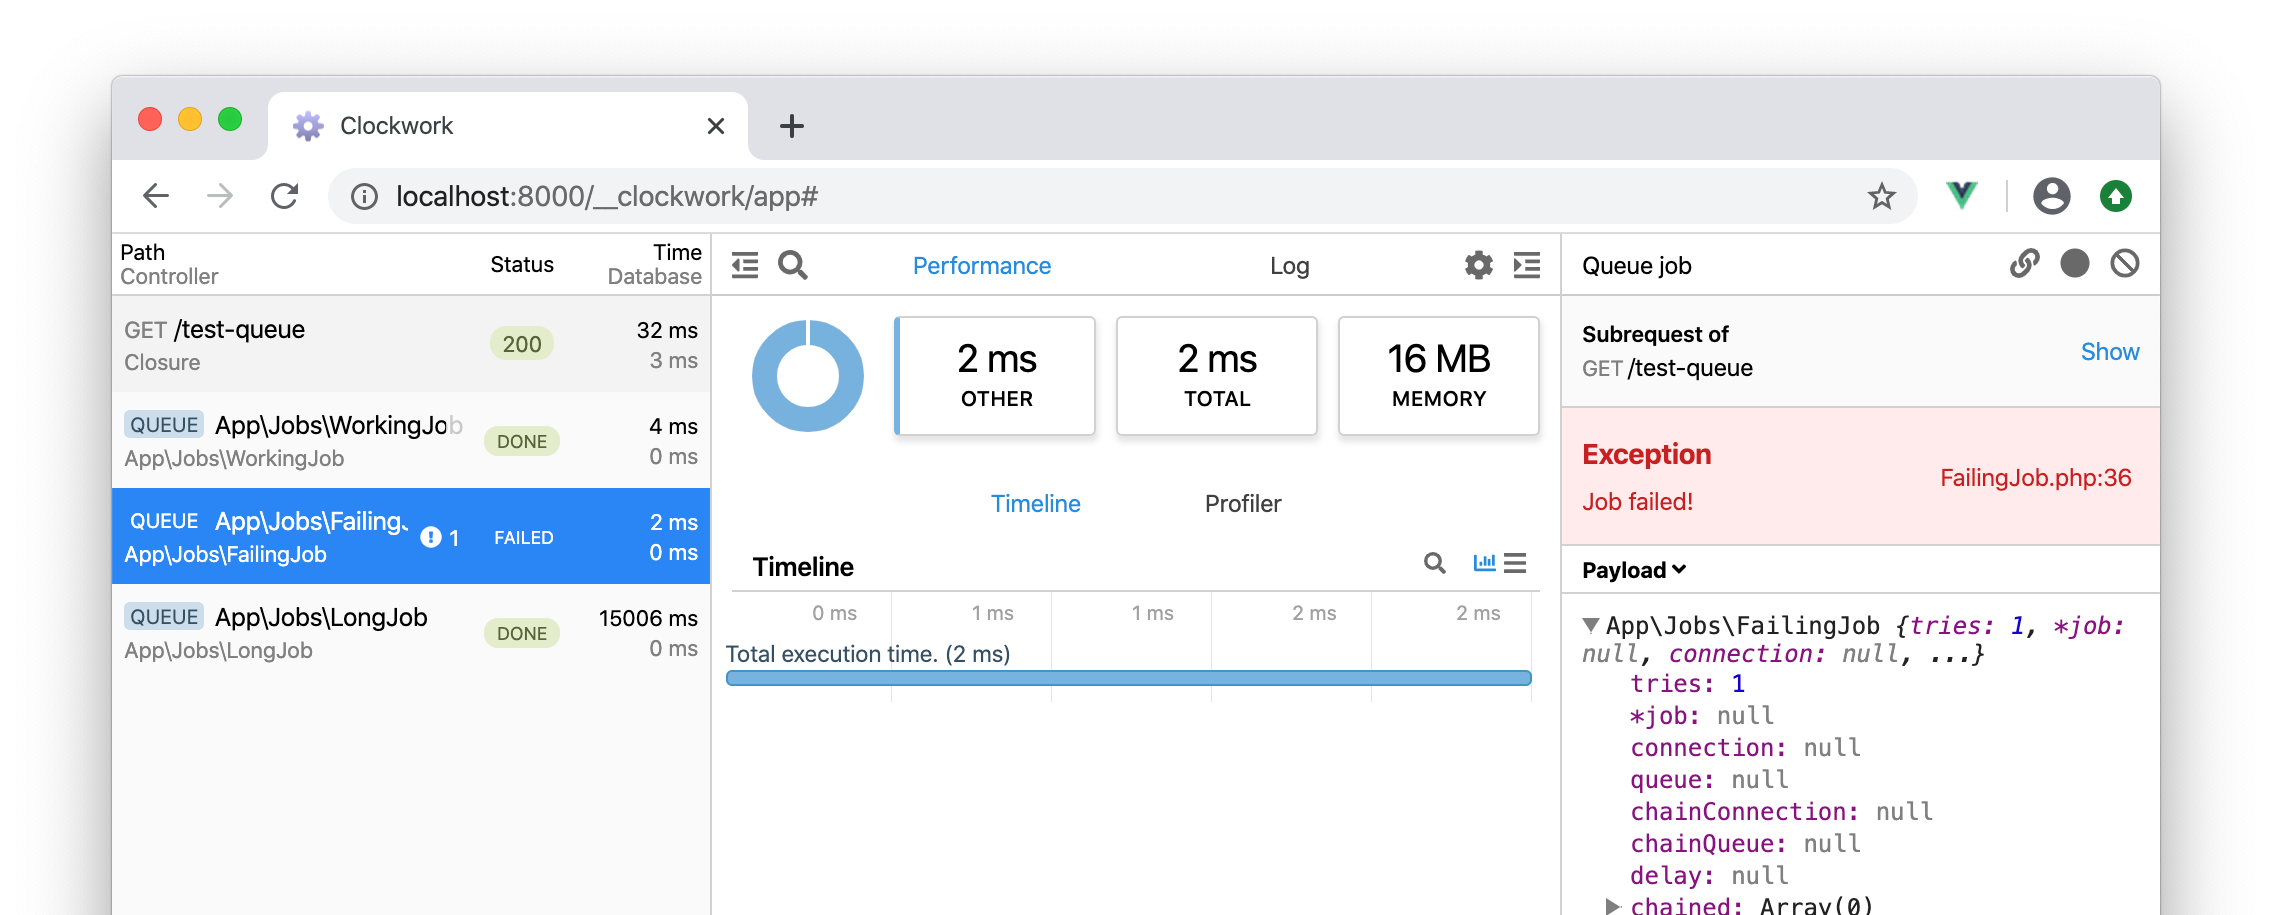 Clockwork
localhost:8000/__clockwork/app#
Path
Controller
Status
Time
Database
GET /test-queue
Closure
200
32 ms
3 ms
QUEUE App\Jobs\WorkingJob
App\Jobs\WorkingJob
DONE
4 ms
0 ms
QUEUE App\Jobs\FailingJ
App\Jobs\FailingJob
1
FAILED
2 ms
0 ms
QUEUE App\Jobs\LongJob
App\Jobs\LongJob
DONE
15006 ms
0 ms
Performance
Log
2 ms
OTHER
2 ms
TOTAL
16 MB
MEMORY
Timeline
Profiler
Timeline
0 ms 1 ms 1 ms 2 ms 2 ms
Total execution time. (2 ms)
Queue job
Subrequest of
GET /test-queue
Show
Exception
Job failed!
FailingJob.php:36
Payload
App\Jobs\FailingJob {tries: 1, *job:
null, connection: null, ...}
tries: 1
*job: null
connection: null
queue: null
chainConnection: null
chainQueue: null
delay: null
chained: Array(0)